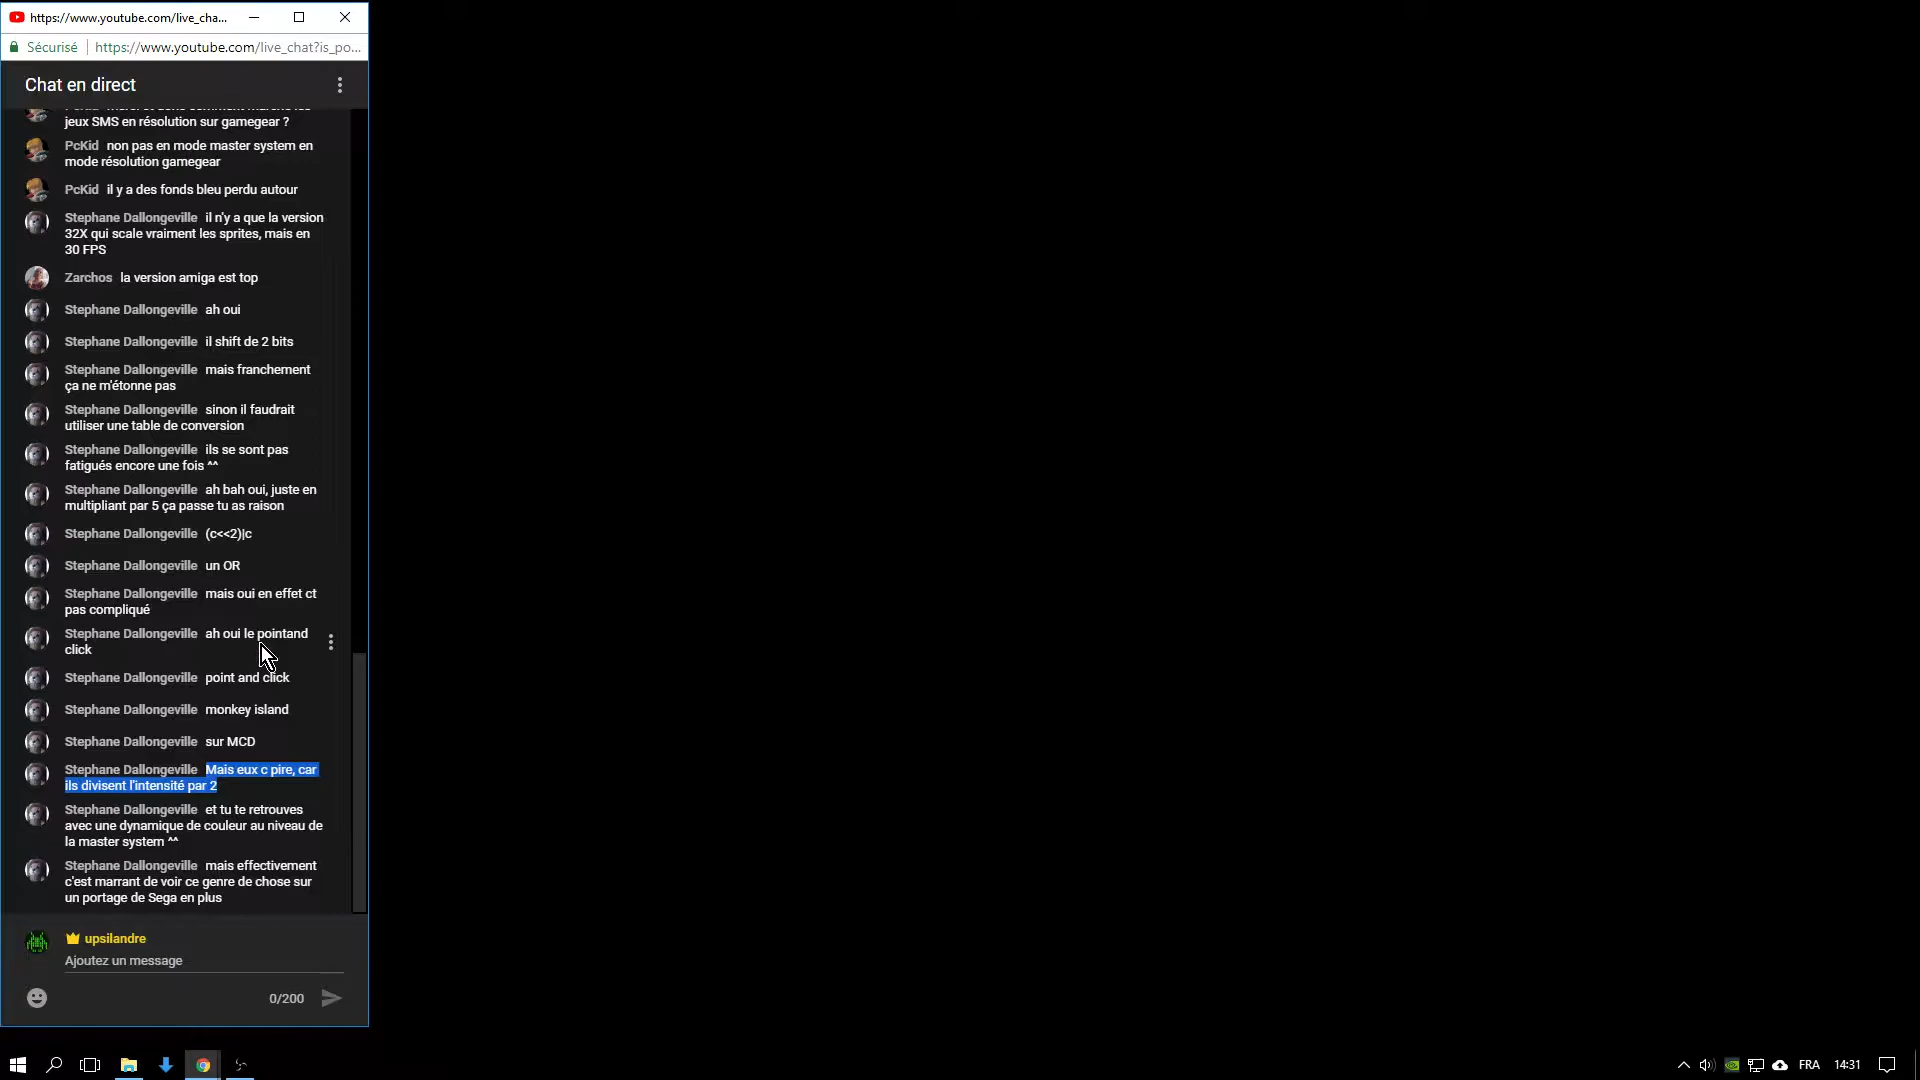 https://www.youtube.com/live_cha...
Sécurisé
https://www.youtube.com/live_chat?is_po...
Chat en direct
jeux SMS en résolution sur gamegear ?
PcKid non pas en mode master system en
mode résolution gamegear
PcKid il y a des fonds bleu perdu autour
Stephane Dallongeville il n'y a que la version
32X qui scale vraiment les sprites, mais en
30 FPS
Zarchos la version amiga est top
Stephane Dallongeville ah oui
Stephane Dallongeville il shift de 2 bits
Stephane Dallongeville mais franchement
ça ne m'étonne pas
Stephane Dallongeville sinon il faudrait
utiliser une table de conversion
Stephane Dallongeville ils se sont pas
fatigués encore une fois ^^
Stephane Dallongeville ah bah oui, juste en
multipliant par 5 ça passe tu as raison
Stephane Dallongeville (c<<2)|c
Stephane Dallongeville un OR
Stephane Dallongeville mais oui en effet ct
pas compliqué
Stephane Dallongeville ah oui le pointand
click
Stephane Dallongeville point and click
Stephane Dallongeville monkey island
Stephane Dallongeville sur MCD
Stephane Dallongeville Mais eux c pire, car
ils divisent l'intensité par 2
Stephane Dallongeville et tu te retrouves
avec une dynamique de couleur au niveau de
la master system ^^
Stephane Dallongeville mais effectivement
c'est marrant de voir ce genre de chose sur
un portage de Sega en plus
upsilandre
Ajoutez un message
0/200
FRA
14:31